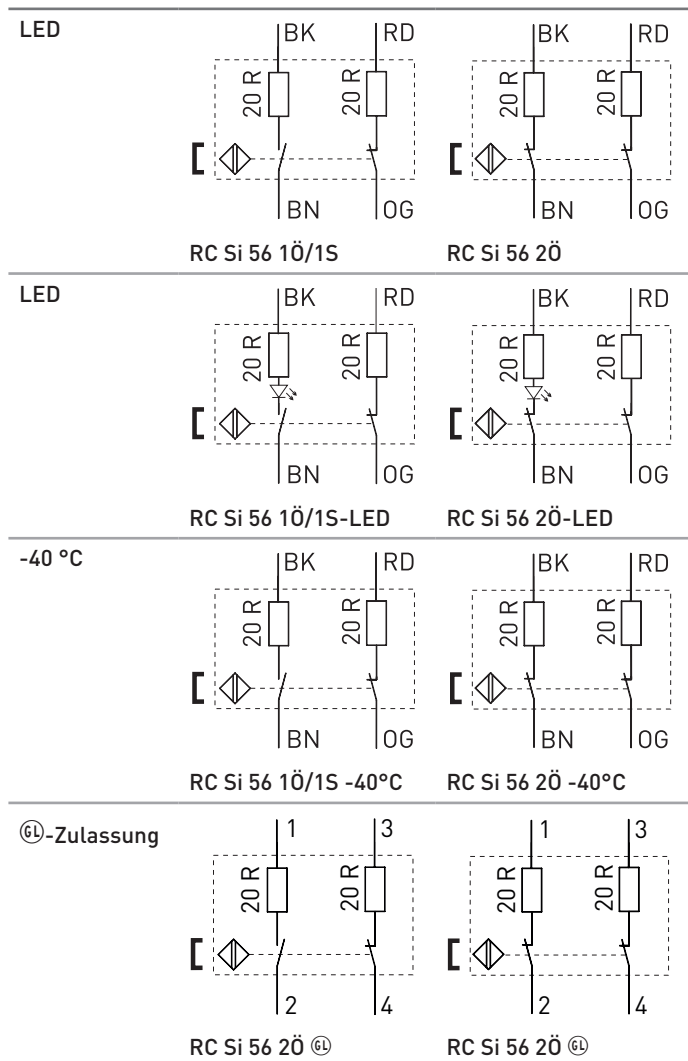 LED
BK RD BK RD
20 R 20 R 20 R 20 R
BN OG BN OG
RC Si 56 1Ö/1S RC Si 56 2Ö
LED
BK RD BK RD
20 R 20 R 20 R 20 R
BN OG BN OG
RC Si 56 1Ö/1S-LED RC Si 56 2Ö-LED
-40 °C
BK RD BK RD
20 R 20 R 20 R 20 R
BN OG BN OG
RC Si 56 1Ö/1S -40°C RC Si 56 2Ö -40°C
GL-Zulassung
1 3 1 3
20 R 20 R 20 R 20 R
2 4 2 4
RC Si 56 2Ö GL RC Si 56 2Ö GL